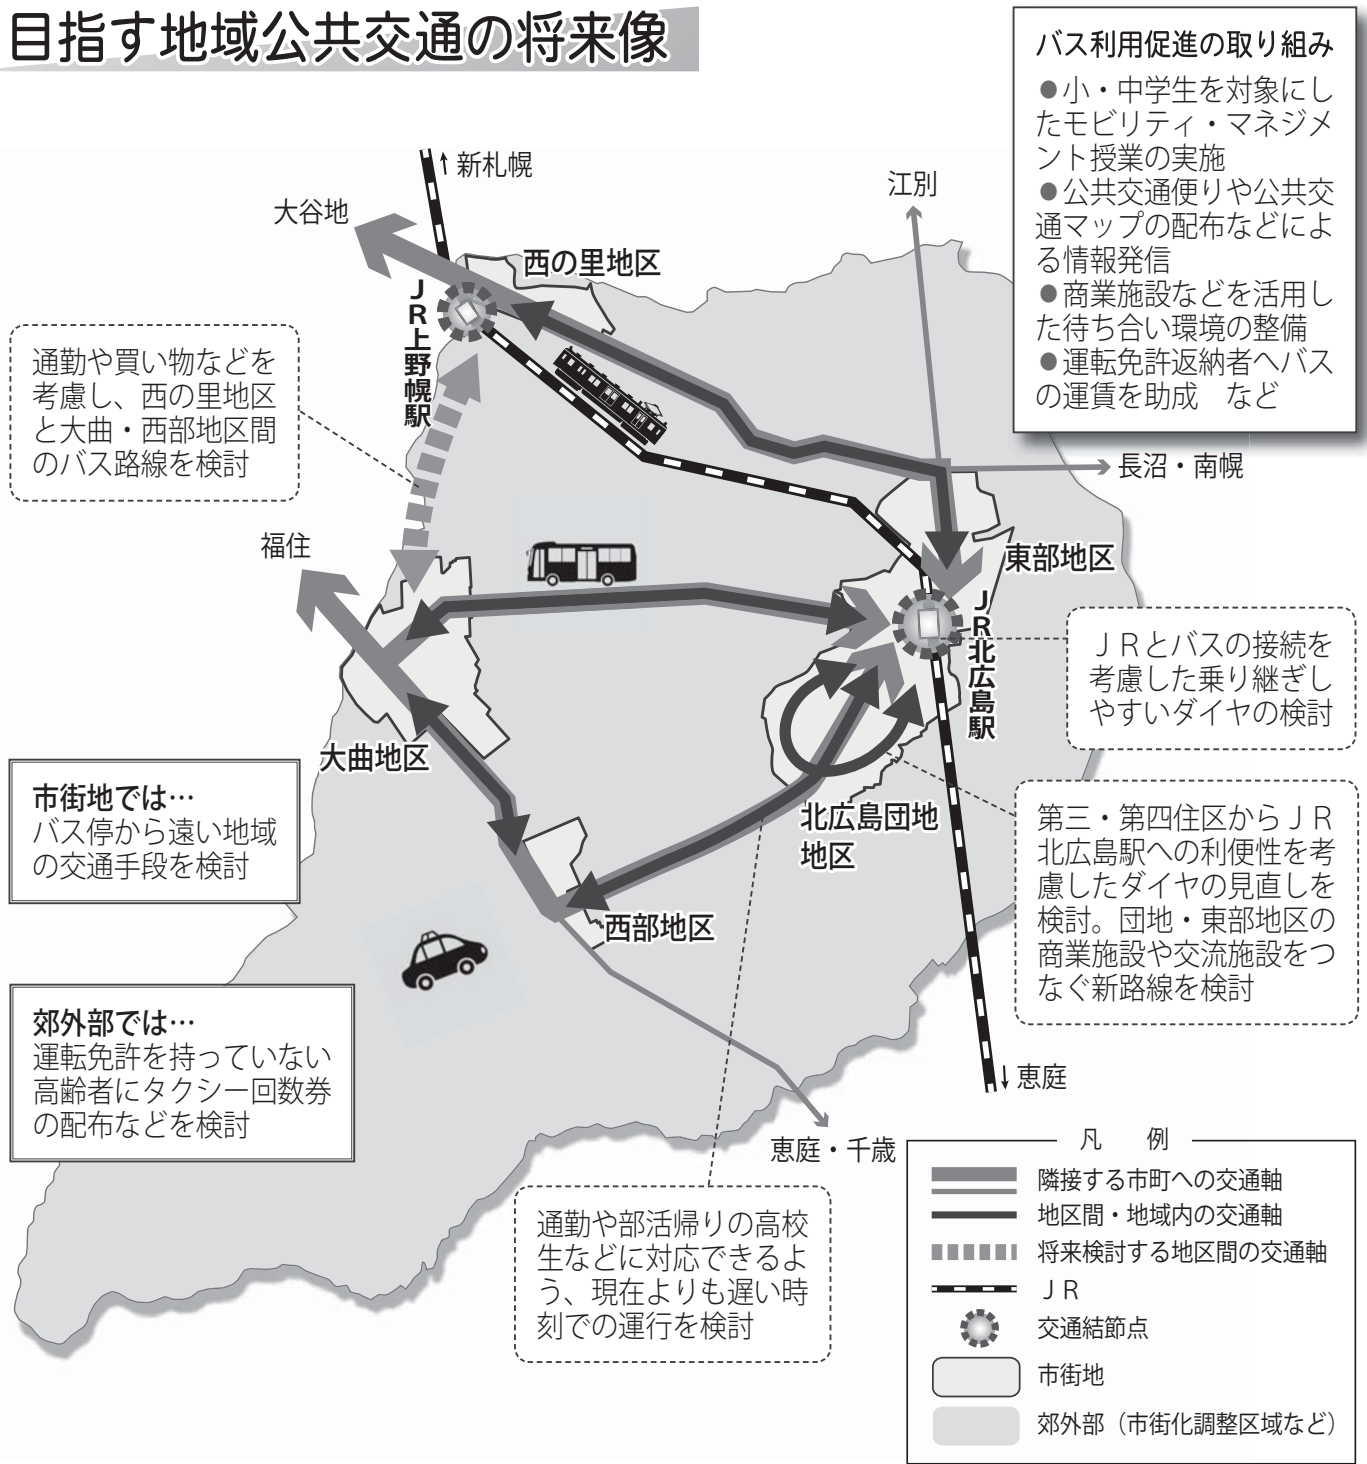 目指す地域公共交通の将来像
バス利用促進の取り組み
●小・中学生を対象にし
たモビリティ・マネジメ
ント授業の実施
●公共交通便りや公共交
通マップの配布などによ
る情報発信
●商業施設などを活用し
た待ち合い環境の整備
●運転免許返納者へバス
の運賃を助成　など
↑新札幌
大谷地
江別
西の里地区
JR上野幌駅
通勤や買い物などを
考慮し、西の里地区
と大曲・西部地区間
のバス路線を検討
長沼・南幌
福住
東部地区
JR北広島駅
ＪＲとバスの接続を
考慮した乗り継ぎし
やすいダイヤの検討
大曲地区
市街地では…
バス停から遠い地域
の交通手段を検討
北広島団地
地区
第三・第四住区からＪＲ
北広島駅への利便性を考
慮したダイヤの見直しを
検討。団地・東部地区の
商業施設や交流施設をつ
なぐ新路線を検討
西部地区
郊外部では…
運転免許を持っていない
高齢者にタクシー回数券
の配布などを検討
↓恵庭
恵庭・千歳
通勤や部活帰りの高校
生などに対応できるよ
う、現在よりも遅い時
刻での運行を検討
凡　例
隣接する市町への交通軸
地区間・地域内の交通軸
将来検討する地区間の交通軸
ＪＲ
交通結節点
市街地
郊外部（市街化調整区域など）